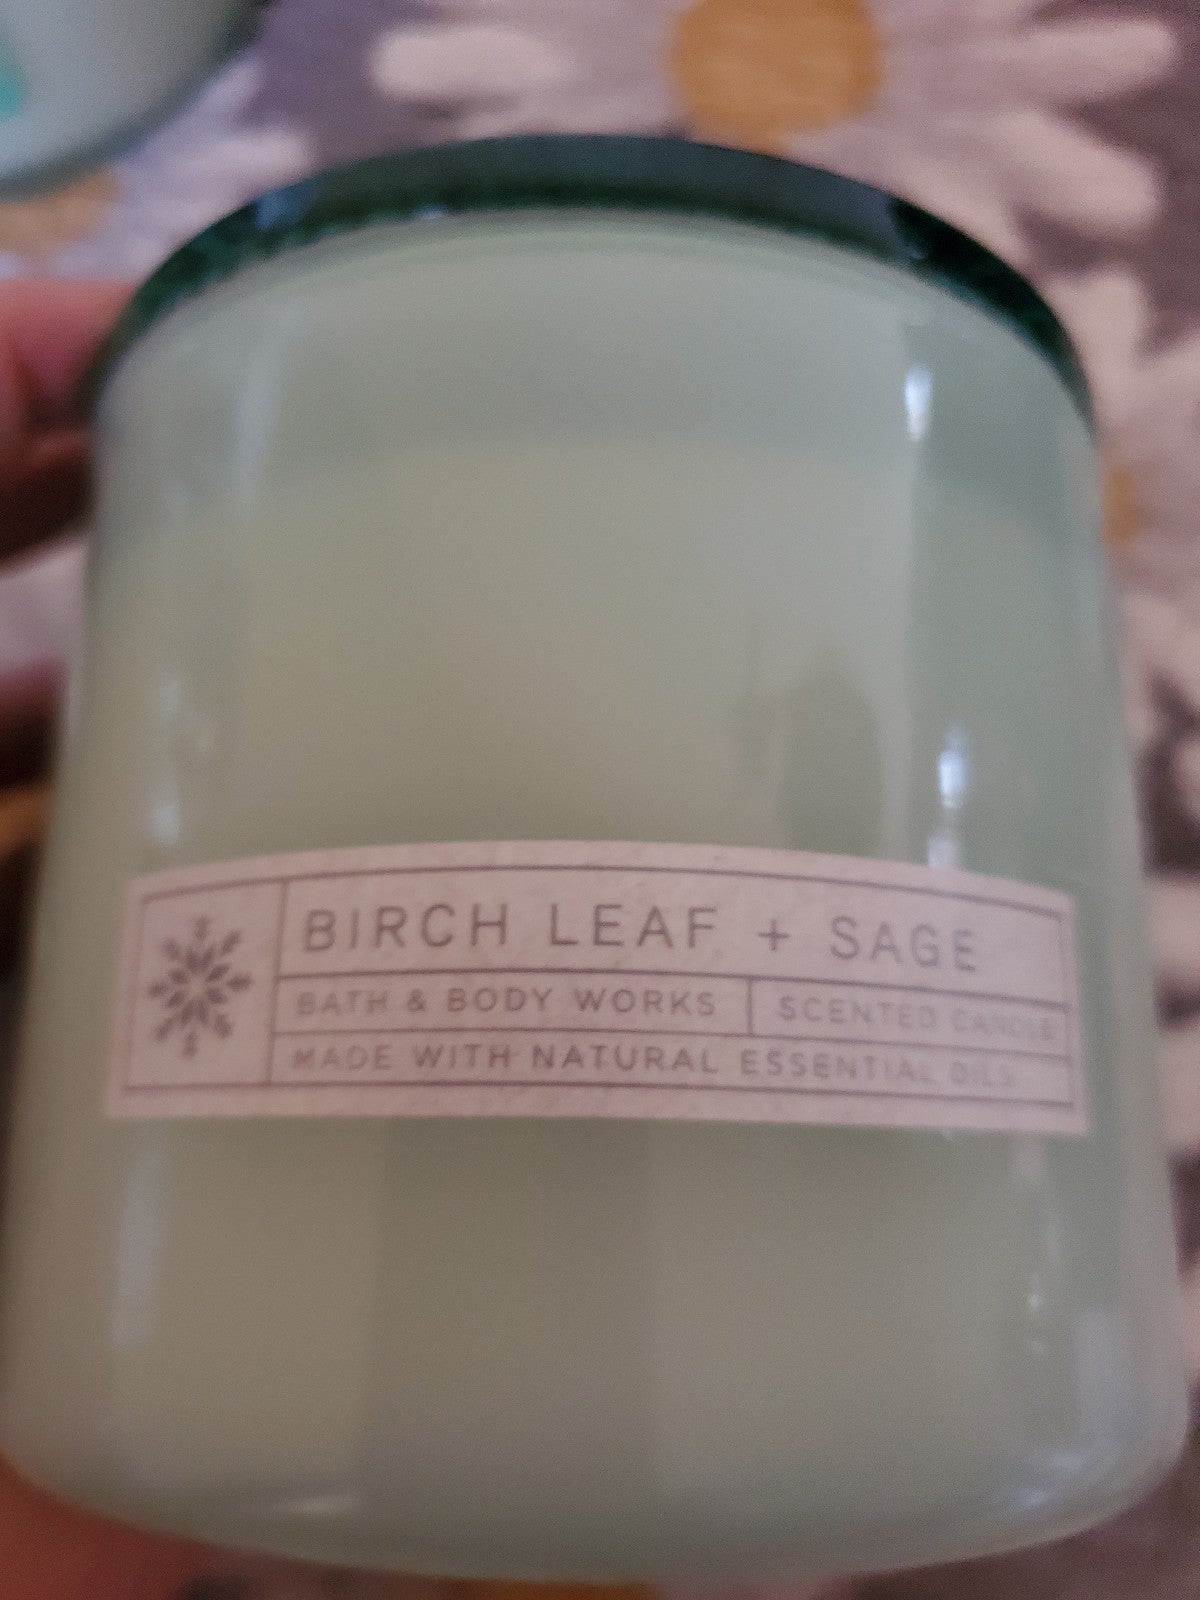 BIRCH LEAF + SAGE
BATH & BODY WORKS SCENTED CANDLE
MADE WITH NATURAL ESSENTIAL OILS